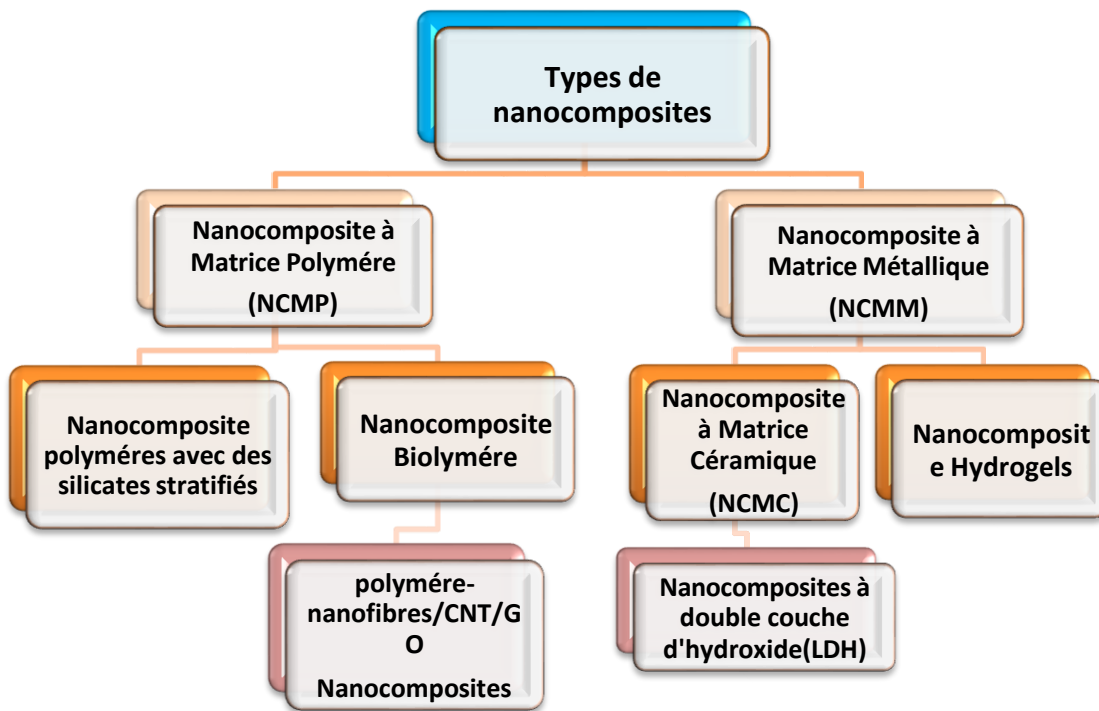 Types de
nanocomposites
Nanocomposite à
Matrice Polymére
(NCMP)
Nanocomposite à
Matrice Métallique
(NCMM)
Nanocomposite
polyméres avec des
silicates stratifiés
Nanocomposite
Biolymére
Nanocomposite
à Matrice
Céramique
(NCMC)
Nanocomposit
e Hydrogels
polymére-
nanofibres/CNT/G
O
Nanocomposites
Nanocomposites à
double couche
d'hydroxide(LDH)